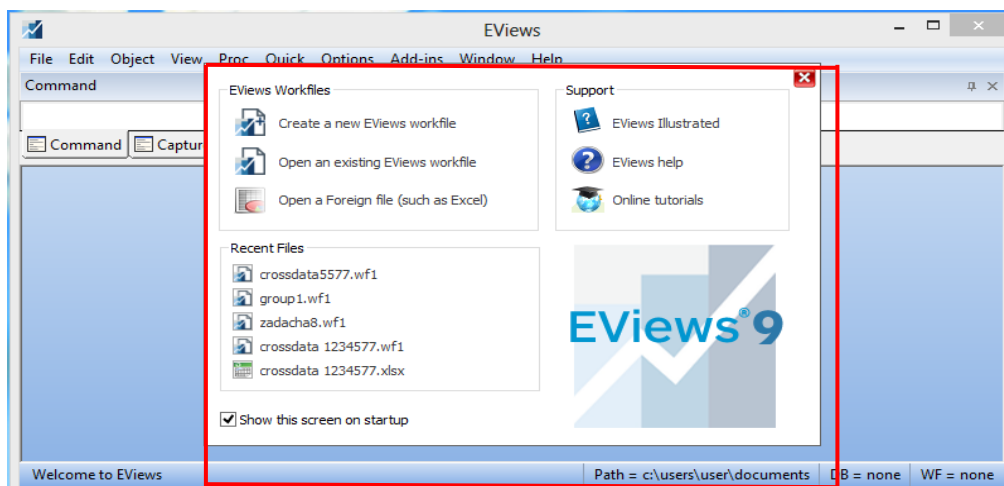 EViews
File Edit Object View Proc Quick Options Add-ins Window Help
Command
Command Captur
EViews Workfiles
Create a new EViews workfile
Open an existing EViews workfile
Open a Foreign file (such as Excel)
Support
EViews Illustrated
EViews help
Online tutorials
Recent Files
crossdata5577.wf1
group1.wf1
zadacha8.wf1
crossdata 1234577.wf1
crossdata 1234577.xlsx
EViews®9
Show this screen on startup
Welcome to EViews Path = c:\users\user\documents DB = none WF = none